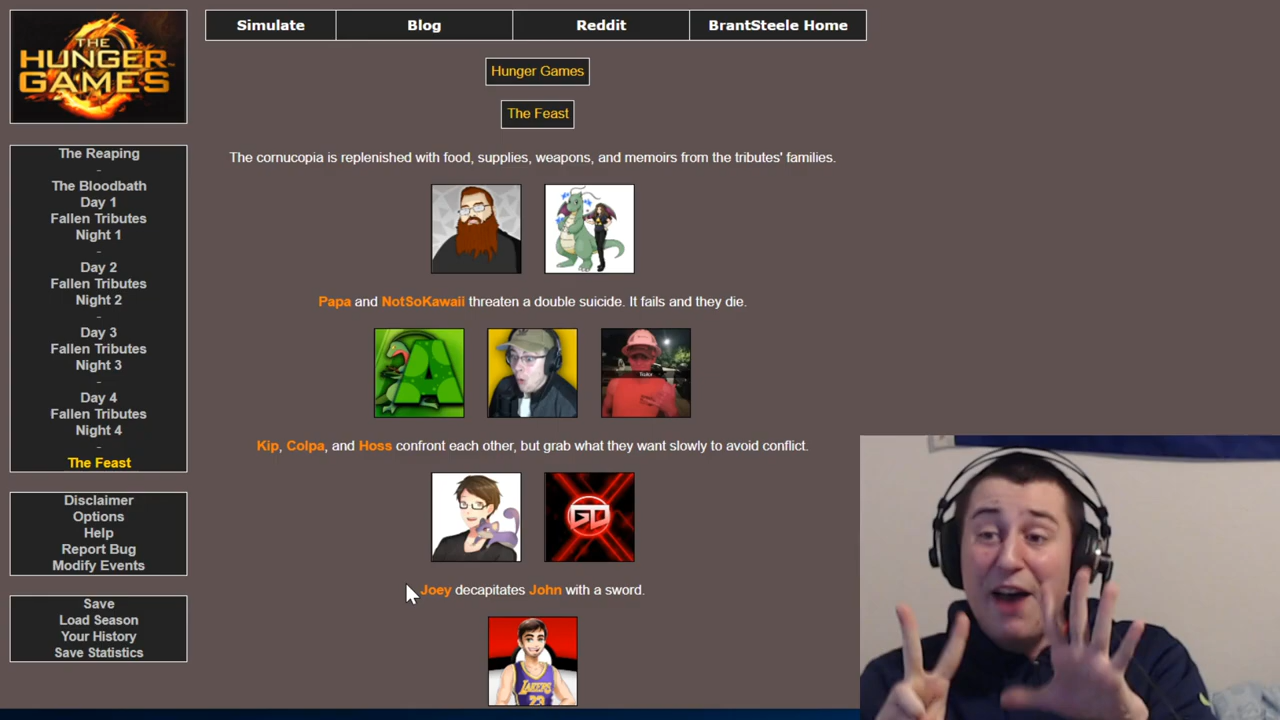 THE
HUNGER
GAMES
Simulate
Blog
Reddit
BrantSteele Home
Hunger Games
The Feast
The Reaping
-
The Bloodbath
Day 1
Fallen Tributes
Night 1
-
Day 2
Fallen Tributes
Night 2
-
Day 3
Fallen Tributes
Night 3
-
Day 4
Fallen Tributes
Night 4
-
The Feast
Disclaimer
Options
Help
Report Bug
Modify Events
Save
Load Season
Your History
Save Statistics
The cornucopia is replenished with food, supplies, weapons, and memoirs from the tributes' families.
Papa and NotSoKawaii threaten a double suicide. It fails and they die.
A
Kip, Colpa, and Hoss confront each other, but grab what they want slowly to avoid conflict.
GD
Joey decapitates John with a sword.
LAKERS
23